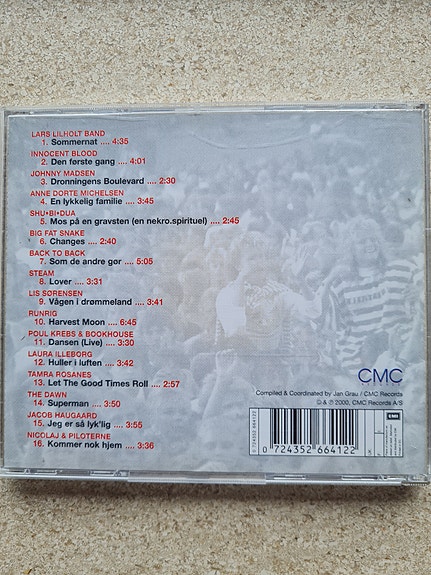 LARS LILHOLT BAND
1. Sommernat .... 4:35
INNOCENT BLOOD
2. Den første gang .... 4:01
JOHNNY MADSEN
3. Dronningens Boulevard .... 2:30
ANNE DORTE MICHELSEN
4. En lykkelig familie .... 3:45
SHU•BI•DUA
5. Mos på en gravsten (en nekro.spirituel) .... 2:45
BIG FAT SNAKE
6. Changes .... 2:40
BACK TO BACK
7. Som de andre gør .... 5:05
STEAM
8. Lover .... 3:31
LIS SØRENSEN
9. Vågen i drømmeland .... 3:41
RUNRIG
10. Harvest Moon .... 6:45
POUL KREBS & BOOKHOUSE
11. Dansen (Live) .... 3:30
LAURA ILLEBORG
12. Huller i luften .... 3:42
TAMRA ROSANES
13. Let The Good Times Roll .... 2:57
THE DAWN
14. Superman .... 3:50
JACOB HAUGAARD
15. Jeg er så lyk'lig .... 3:55
NICOLAJ & PILOTERNE
16. Kommer nok hjem .... 3:36
CMC
Compiled & Coordinated by Jan Grau / CMC Records
© & ℗ 2000, CMC Records A/S
0 724352 664122
0 724352 664122
EMI